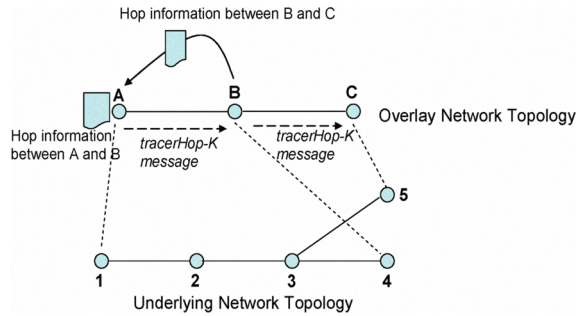 Hop information between B and C
A
B
C
Overlay Network Topology
Hop information
between A and B
tracerHop-K
message
tracerHop-K
message
5
1
2
3
4
Underlying Network Topology